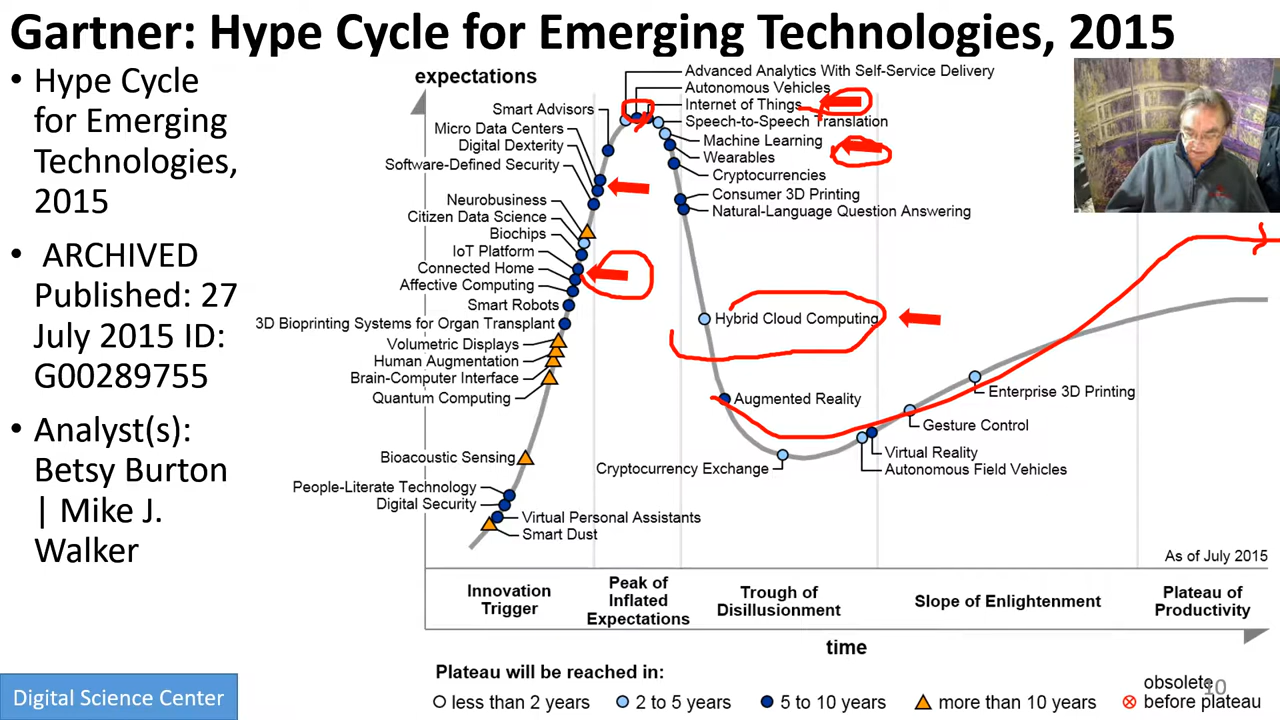 Gartner: Hype Cycle for Emerging Technologies, 2015
• Hype Cycle
for Emerging
Technologies,
2015
• ARCHIVED
Published: 27
July 2015 ID:
G00289755
• Analyst(s):
Betsy Burton
| Mike J.
Walker
Digital Science Center
expectations
Smart Advisors
Micro Data Centers
Digital Dexterity
Software-Defined Security
Neurobusiness
Citizen Data Science
Biochips
IoT Platform
Connected Home
Affective Computing
Smart Robots
3D Bioprinting Systems for Organ Transplant
Volumetric Displays
Human Augmentation
Brain-Computer Interface
Quantum Computing
Bioacoustic Sensing
People-Literate Technology
Digital Security
Virtual Personal Assistants
Smart Dust
Advanced Analytics With Self-Service Delivery
Autonomous Vehicles
Internet of Things
Speech-to-Speech Translation
Machine Learning
Wearables
Cryptocurrencies
Consumer 3D Printing
Natural-Language Question Answering
Hybrid Cloud Computing
Augmented Reality
Cryptocurrency Exchange
Enterprise 3D Printing
Gesture Control
Virtual Reality
Autonomous Field Vehicles
As of July 2015
Innovation
Trigger
Peak of
Inflated
Expectations
Trough of
Disillusionment
Slope of Enlightenment
Plateau of
Productivity
time
Plateau will be reached in:
less than 2 years
2 to 5 years
5 to 10 years
more than 10 years
obsolete
before plateau
10